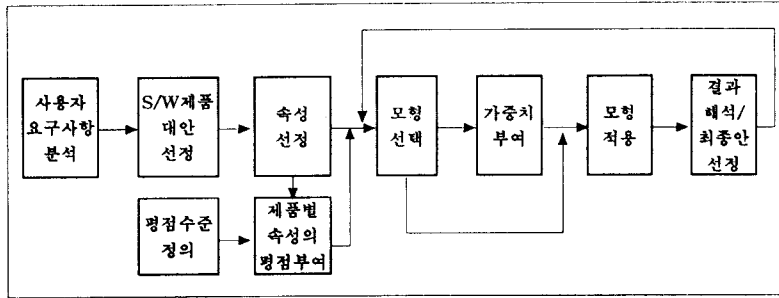 사용자
요구사항
분석
S/W제품
대안
선정
속성
선정
모형
선택
가중치
부여
모형
적용
결과
해석/
최종안
선정
평점수준
정의
제품별
속성의
평점부여